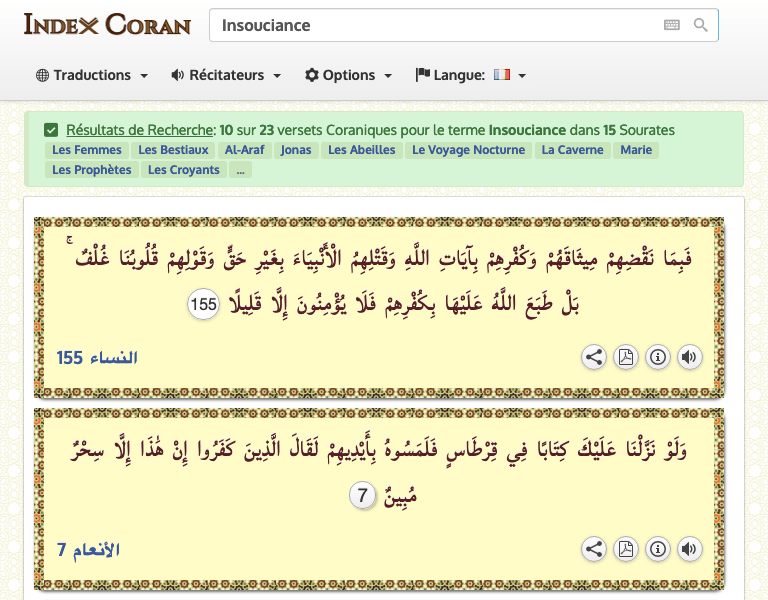 INDEX CORAN
Insouciance
Traductions Récitateurs Options Langue:
Résultats de Recherche: 10 sur 23 versets Coraniques pour le terme Insouciance dans 15 Sourates
Les Femmes Les Bestiaux Al-Araf Jonas Les Abeilles Le Voyage Nocturne La Caverne Marie
Les Prophètes Les Croyants ...
فَبِمَا نَقْضِهِمْ مِيثَاقَهُمْ وَكُفْرِهِمْ بِآيَاتِ اللَّهِ وَقَتْلِهِمُ الْأَنْبِيَاءَ بِغَيْرِ حَقٍّ وَقَوْلِهِمْ قُلُوبُنَا غُلْفٌ ۚ
بَلْ طَبَعَ اللَّهُ عَلَيْهَا بِكُفْرِهِمْ فَلَا يُؤْمِنُونَ إِلَّا قَلِيلًا 155
النساء 155
وَلَوْ نَزَّلْنَا عَلَيْكَ كِتَابًا فِي قِرْطَاسٍ فَلَمَسُوهُ بِأَيْدِيهِمْ لَقَالَ الَّذِينَ كَفَرُوا إِنْ هَٰذَا إِلَّا سِحْرٌ
مُبِينٌ 7
الأنعام 7